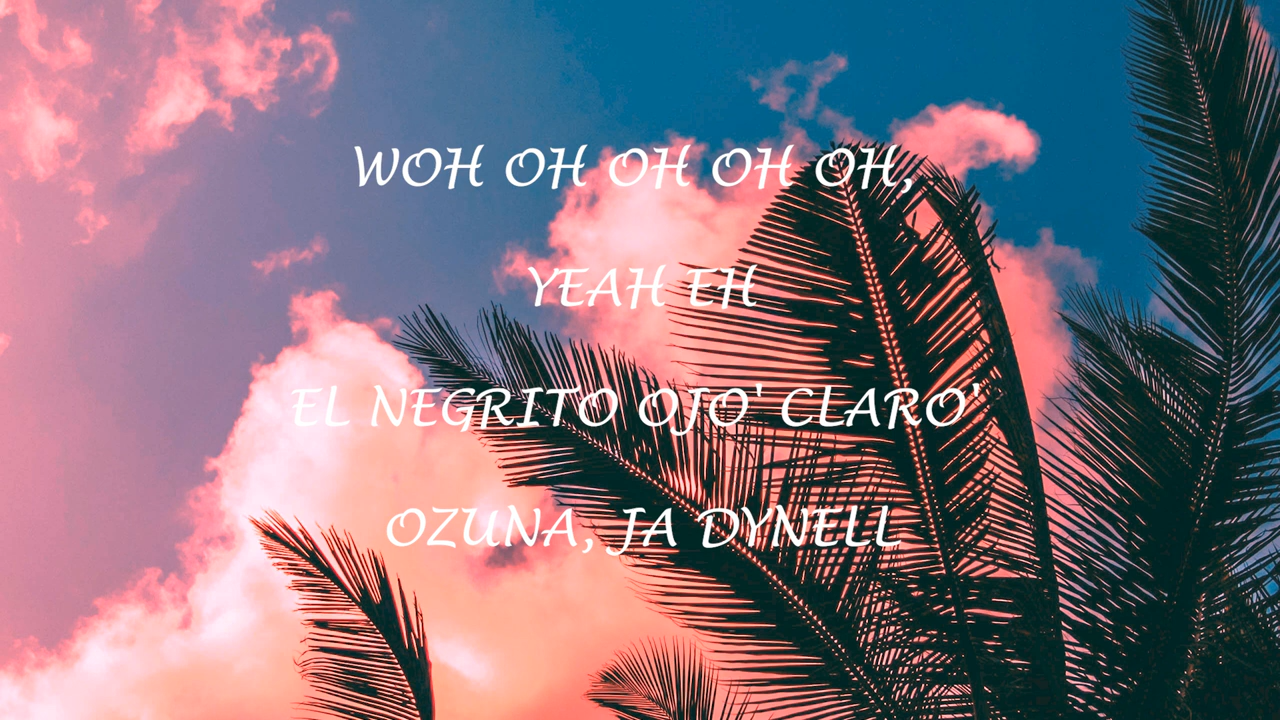 WOH OH OH OH OH,
YEAH EH
EL NEGRITO OJO' CLARO'
OZUNA, JA DYNELL